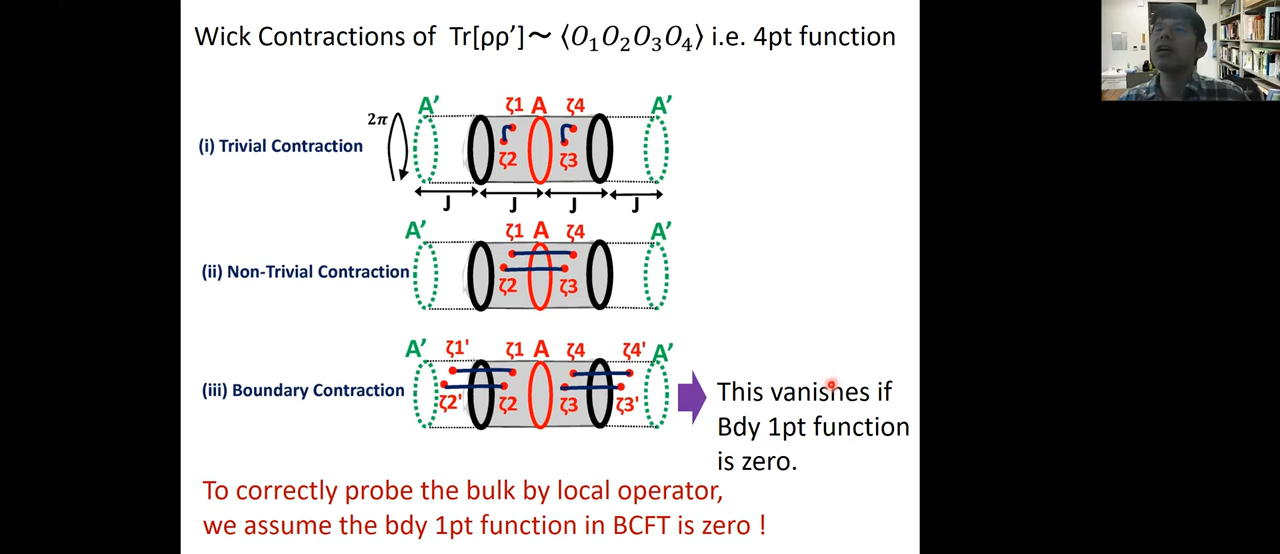 Wick Contractions of Tr[ρρ’]~ ⟨O₁O₂O₃O₄⟩ i.e. 4pt function
A’ ζ1 A ζ4 A’
2π
(i) Trivial Contraction
ζ2 ζ3
J J J J
A’ ζ1 A ζ4 A’
(ii) Non-Trivial Contraction
ζ2 ζ3
A’ ζ1' ζ1 A ζ4 ζ4' A’
(iii) Boundary Contraction
ζ2' ζ2 ζ3 ζ3'
This vanishes if
Bdy 1pt function
is zero.
To correctly probe the bulk by local operator,
we assume the bdy 1pt function in BCFT is zero !